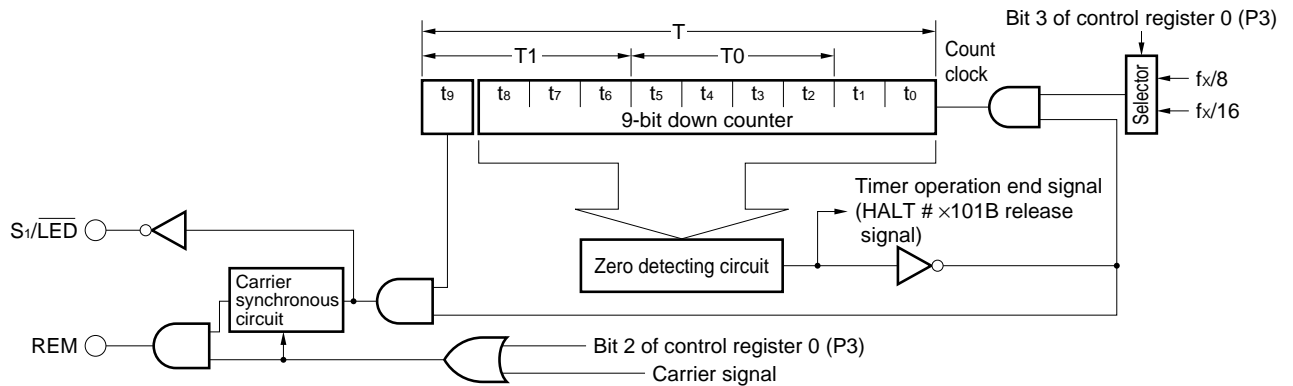 Bit 3 of control register 0 (P3)
T
T1
T0
Count
clock
t9
t8
t7
t6
t5
t4
t3
t2
t1
t0
9-bit down counter
Selector
fX/8
fX/16
Timer operation end signal
(HALT # ×101B release
signal)
S1/LED
Zero detecting circuit
Carrier
synchronous
circuit
REM
Bit 2 of control register 0 (P3)
Carrier signal